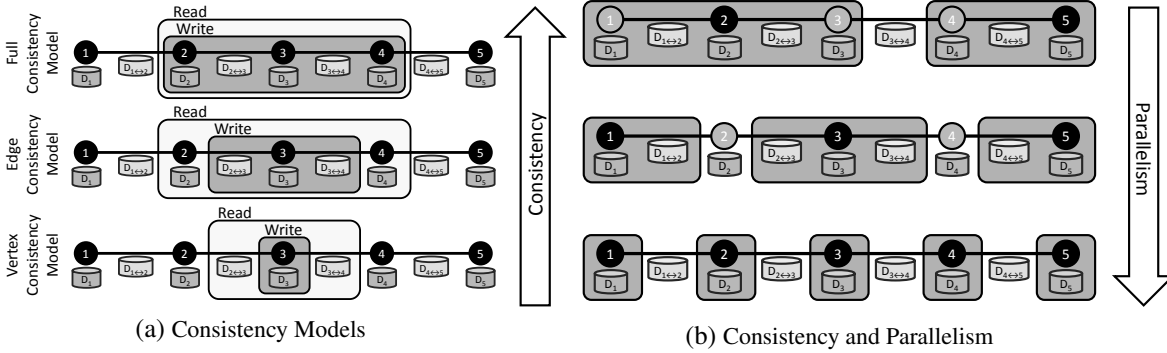 Full
Consistency
Model
Read
Write
1 2 3 4 5
D1 D1↔2 D2 D2↔3 D3 D3↔4 D4 D4↔5 D5
Edge
Consistency
Model
Read
Write
1 2 3 4 5
D1 D1↔2 D2 D2↔3 D3 D3↔4 D4 D4↔5 D5
Vertex
Consistency
Model
Read
Write
1 2 3 4 5
D1 D1↔2 D2 D2↔3 D3 D3↔4 D4 D4↔5 D5
Consistency
(a) Consistency Models
1 2 3 4 5
D1 D1↔2 D2 D2↔3 D3 D3↔4 D4 D4↔5 D5
1 2 3 4 5
D1 D1↔2 D2 D2↔3 D3 D3↔4 D4 D4↔5 D5
1 2 3 4 5
D1 D1↔2 D2 D2↔3 D3 D3↔4 D4 D4↔5 D5
Parallelism
(b) Consistency and Parallelism